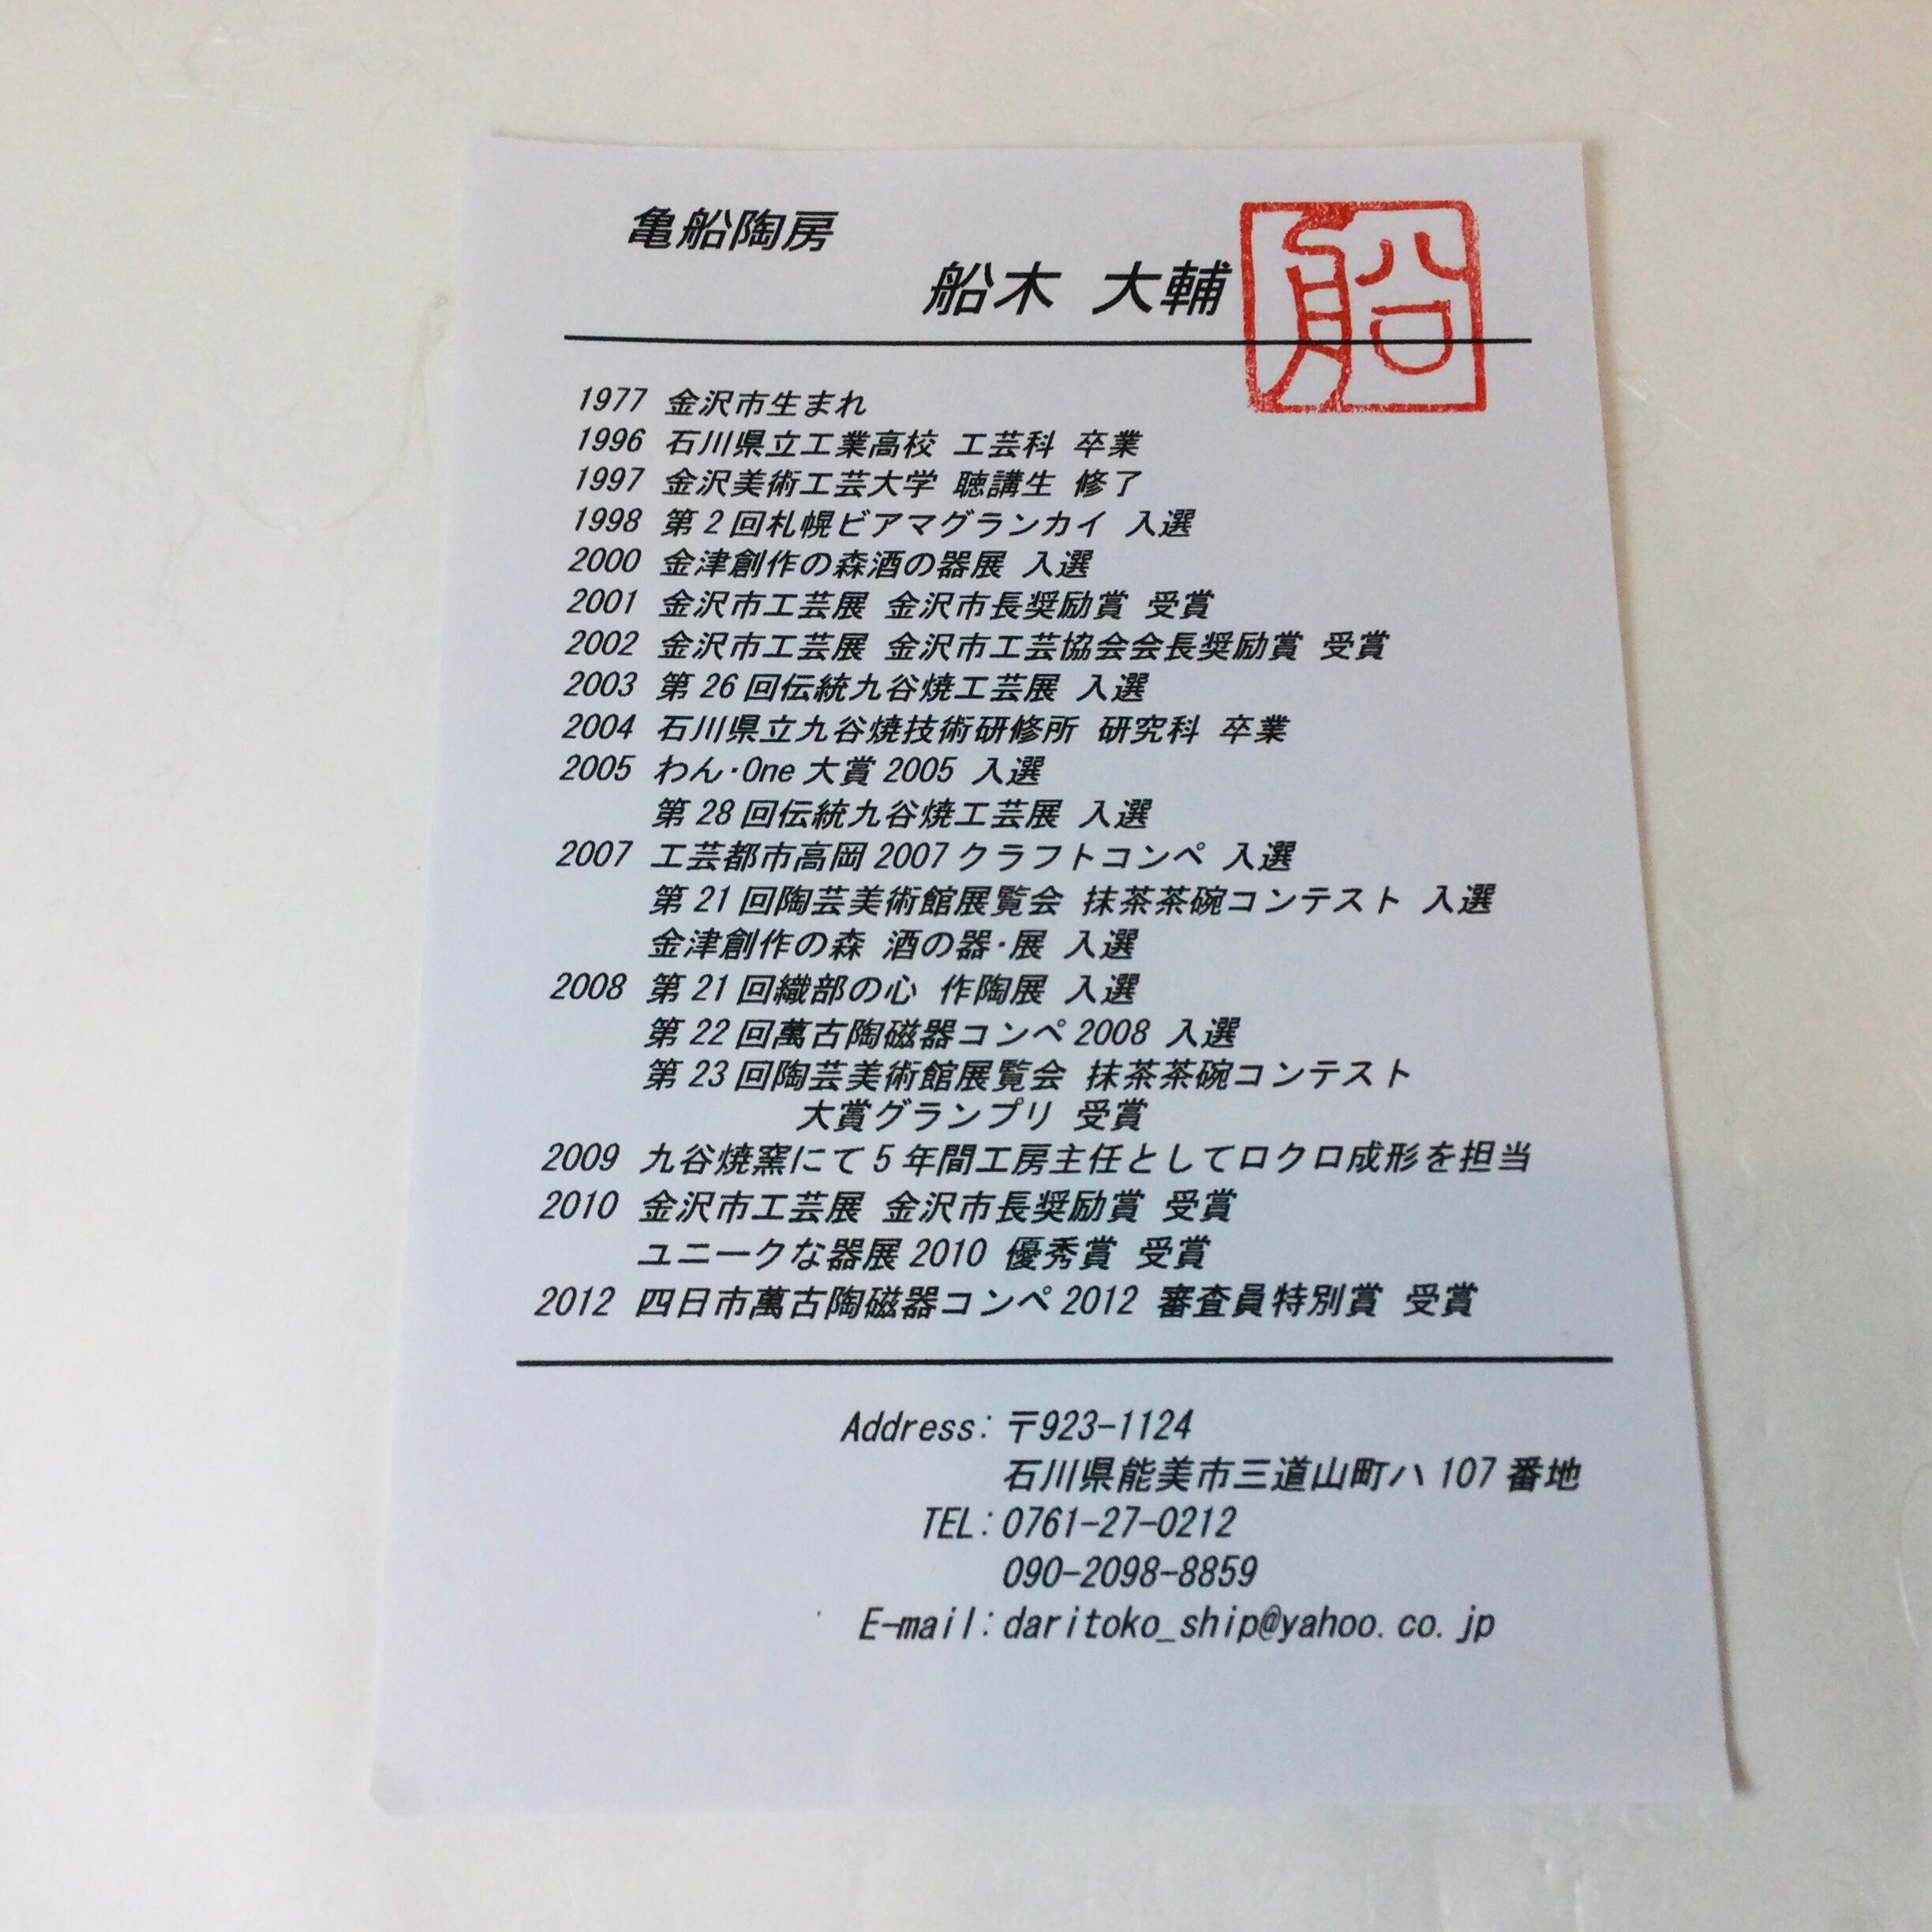 亀船陶房
船木 大輔
船
1977 金沢市生まれ
1996 石川県立工業高校 工芸科 卒業
1997 金沢美術工芸大学 聴講生 修了
1998 第2回札幌ビアマグランカイ 入選
2000 金津創作の森酒の器展 入選
2001 金沢市工芸展 金沢市長奨励賞 受賞
2002 金沢市工芸展 金沢市工芸協会会長奨励賞 受賞
2003 第26回伝統九谷焼工芸展 入選
2004 石川県立九谷焼技術研修所 研究科 卒業
2005 わん・One大賞2005 入選
第28回伝統九谷焼工芸展 入選
2007 工芸都市高岡2007クラフトコンペ 入選
第21回陶芸美術館展覧会 抹茶茶碗コンテスト 入選
金津創作の森 酒の器・展 入選
2008 第21回織部の心 作陶展 入選
第22回萬古陶磁器コンペ2008 入選
第23回陶芸美術館展覧会 抹茶茶碗コンテスト
大賞グランプリ 受賞
2009 九谷焼窯にて5年間工房主任としてロクロ成形を担当
2010 金沢市工芸展 金沢市長奨励賞 受賞
ユニークな器展2010 優秀賞 受賞
2012 四日市萬古陶磁器コンペ2012 審査員特別賞 受賞
Address:〒923-1124
石川県能美市三道山町ハ107番地
TEL:0761-27-0212
090-2098-8859
E-mail:daritoko_ship@yahoo.co.jp